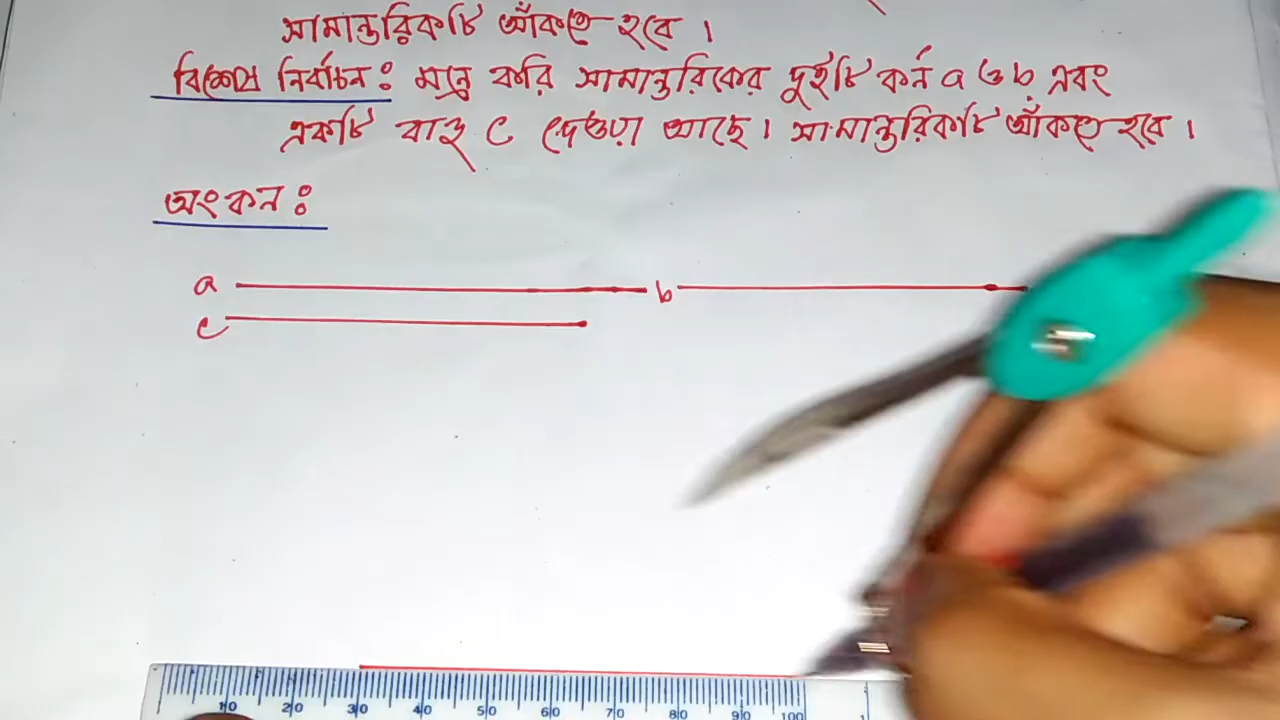 সামান্তরিকটি আঁকতে হবে ।
বিশেষ নির্বাচন : মনে করি সামান্তরিকের দুইটি কর্ন a ও b এবং
একটি বাহু c দেওয়া আছে । সামান্তরিকটি আঁকতে হবে ।
অংকন :
a b
c
10 20 30 40 50 60 70 80 90 100